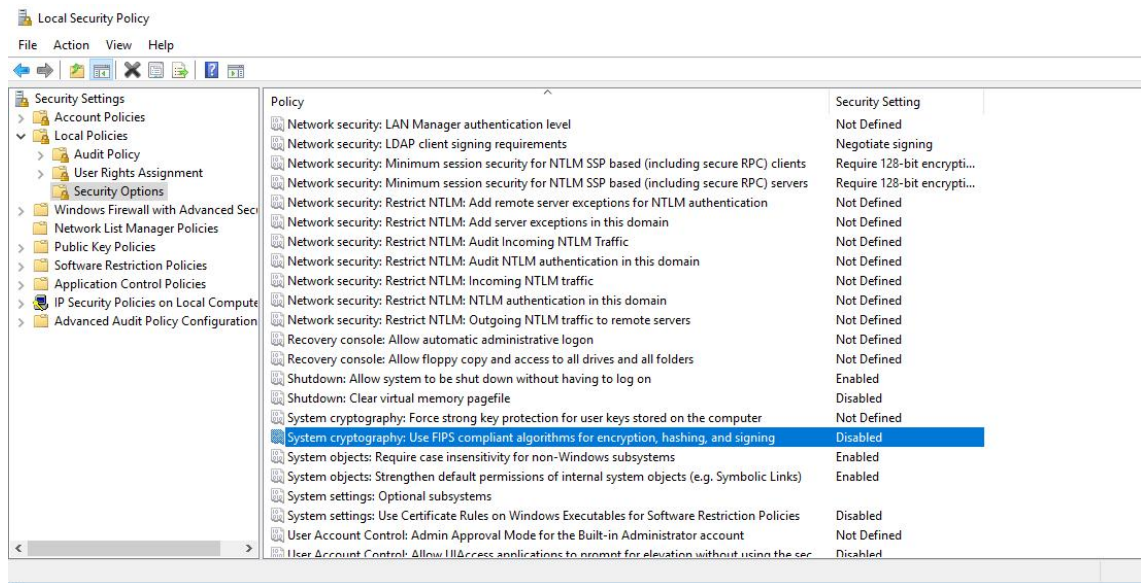 Local Security Policy
File Action View Help
Security Settings
Account Policies
Local Policies
Audit Policy
User Rights Assignment
Security Options
Windows Firewall with Advanced Sec
Network List Manager Policies
Public Key Policies
Software Restriction Policies
Application Control Policies
IP Security Policies on Local Compute
Advanced Audit Policy Configuration
Policy Security Setting
Network security: LAN Manager authentication level Not Defined
Network security: LDAP client signing requirements Negotiate signing
Network security: Minimum session security for NTLM SSP based (including secure RPC) clients Require 128-bit encrypti...
Network security: Minimum session security for NTLM SSP based (including secure RPC) servers Require 128-bit encrypti...
Network security: Restrict NTLM: Add remote server exceptions for NTLM authentication Not Defined
Network security: Restrict NTLM: Add server exceptions in this domain Not Defined
Network security: Restrict NTLM: Audit Incoming NTLM Traffic Not Defined
Network security: Restrict NTLM: Audit NTLM authentication in this domain Not Defined
Network security: Restrict NTLM: Incoming NTLM traffic Not Defined
Network security: Restrict NTLM: NTLM authentication in this domain Not Defined
Network security: Restrict NTLM: Outgoing NTLM traffic to remote servers Not Defined
Recovery console: Allow automatic administrative logon Not Defined
Recovery console: Allow floppy copy and access to all drives and all folders Not Defined
Shutdown: Allow system to be shut down without having to log on Enabled
Shutdown: Clear virtual memory pagefile Disabled
System cryptography: Force strong key protection for user keys stored on the computer Not Defined
System cryptography: Use FIPS compliant algorithms for encryption, hashing, and signing Disabled
System objects: Require case insensitivity for non-Windows subsystems Enabled
System objects: Strengthen default permissions of internal system objects (e.g. Symbolic Links) Enabled
System settings: Optional subsystems
System settings: Use Certificate Rules on Windows Executables for Software Restriction Policies Disabled
User Account Control: Admin Approval Mode for the Built-in Administrator account Not Defined
User Account Control: Allow UIAccess applications to prompt for elevation without using the sec Disabled